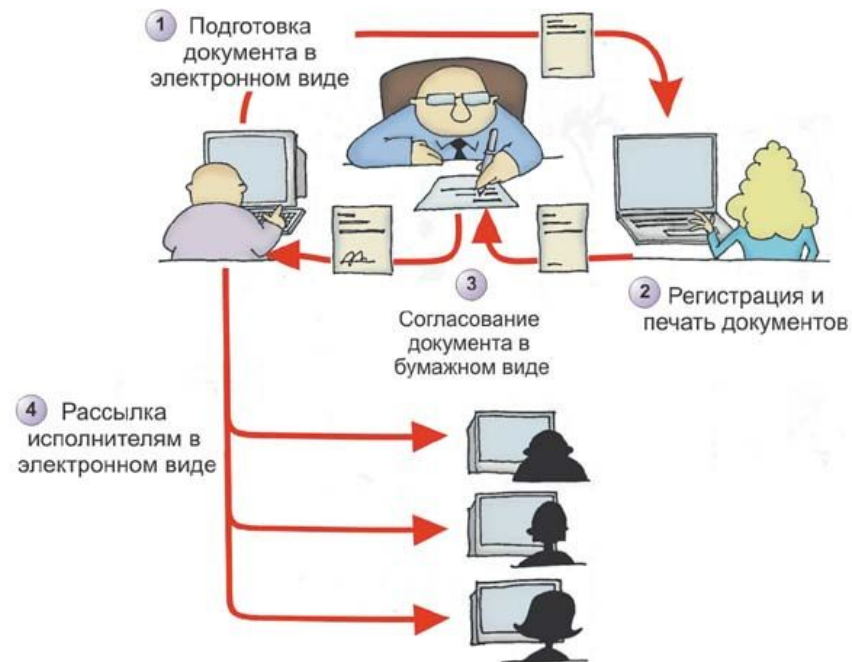 1 Подготовка
документа в
электронном виде
2 Регистрация и
печать документов
3
Согласование
документа в
бумажном виде
4 Рассылка
исполнителям в
электронном виде